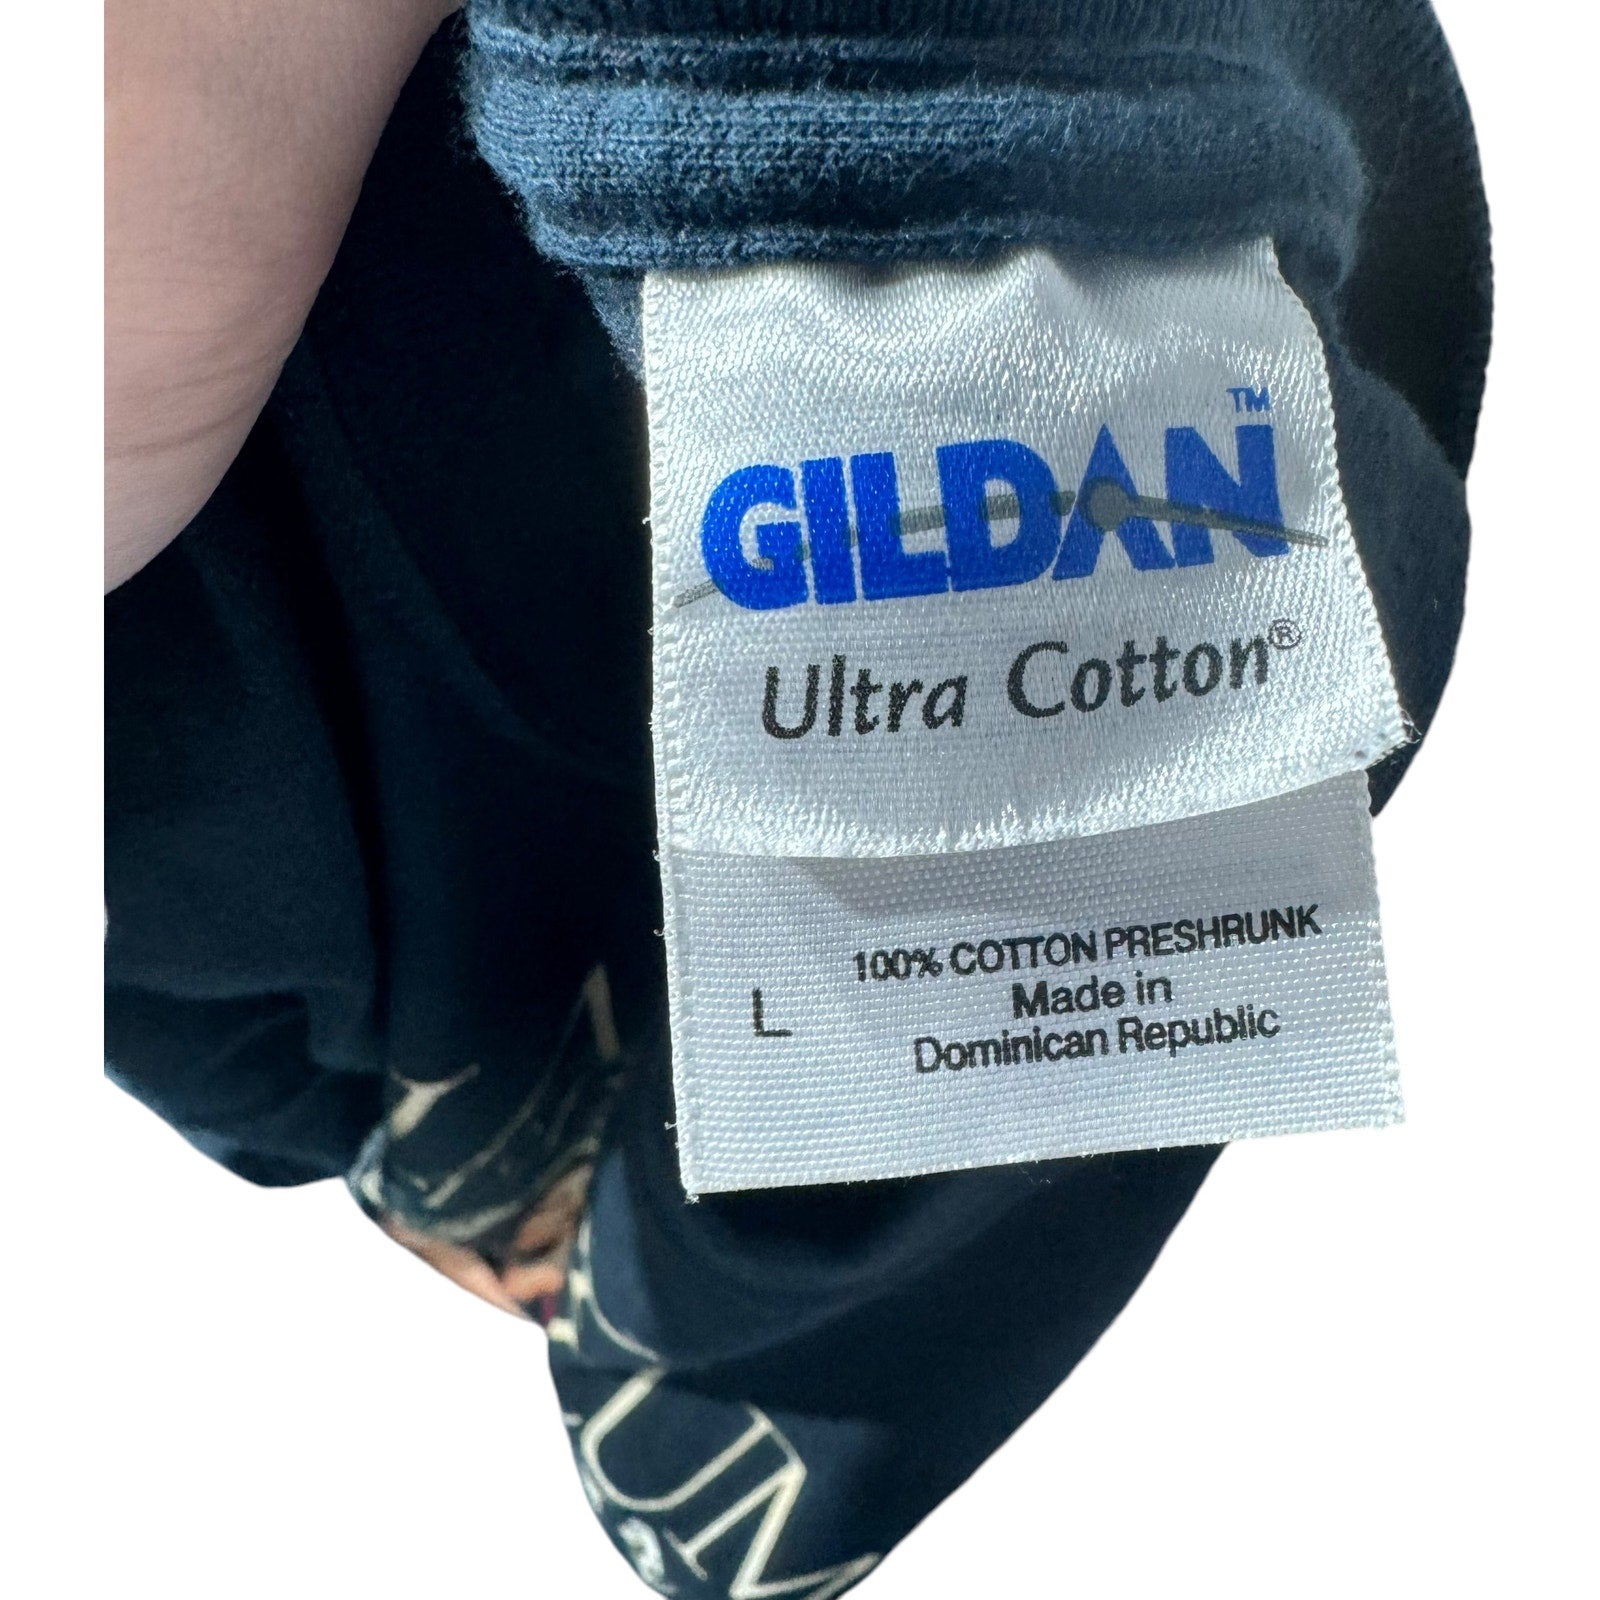 GILDAN™
Ultra Cotton®
100% COTTON PRESHRUNK
L
Made in
Dominican Republic